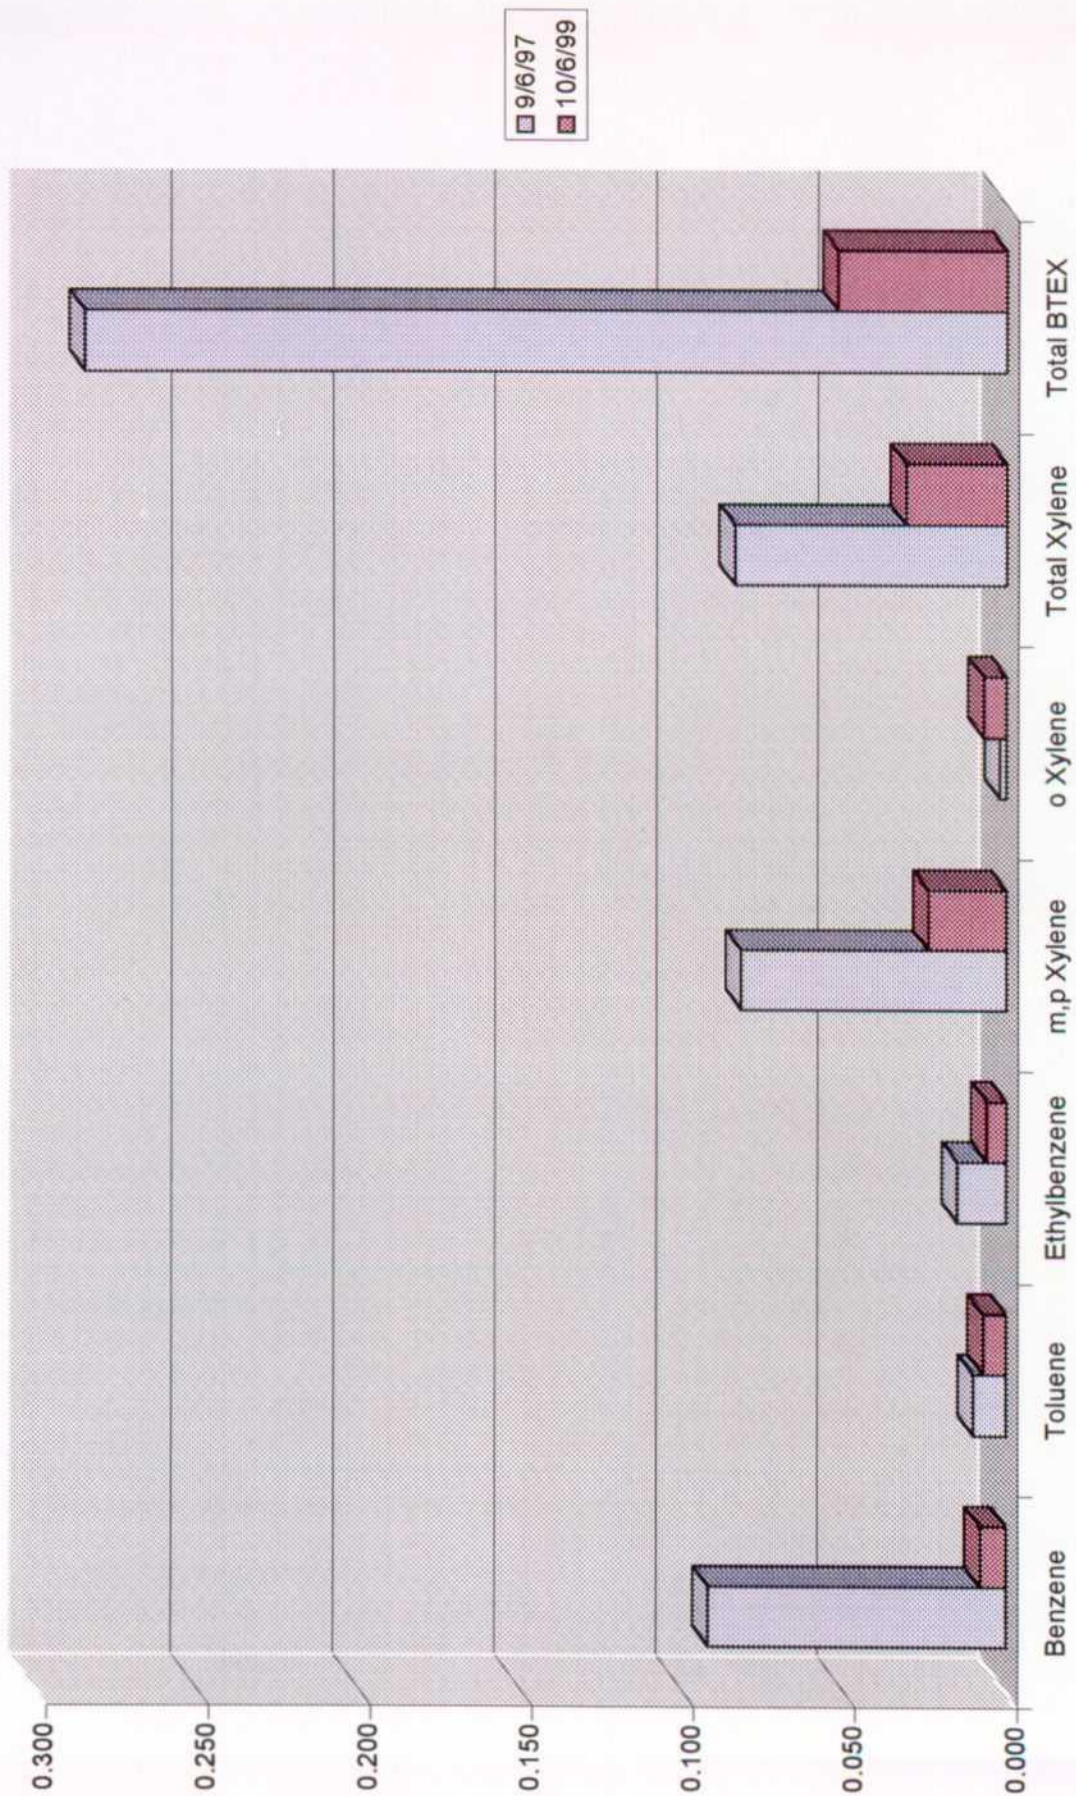 0.300
0.250
0.200
0.150
0.100
0.050
0.000
Benzene
Toluene
Ethylbenzene
m,p Xylene
o Xylene
Total Xylene
Total BTEX
9/6/97
10/6/99